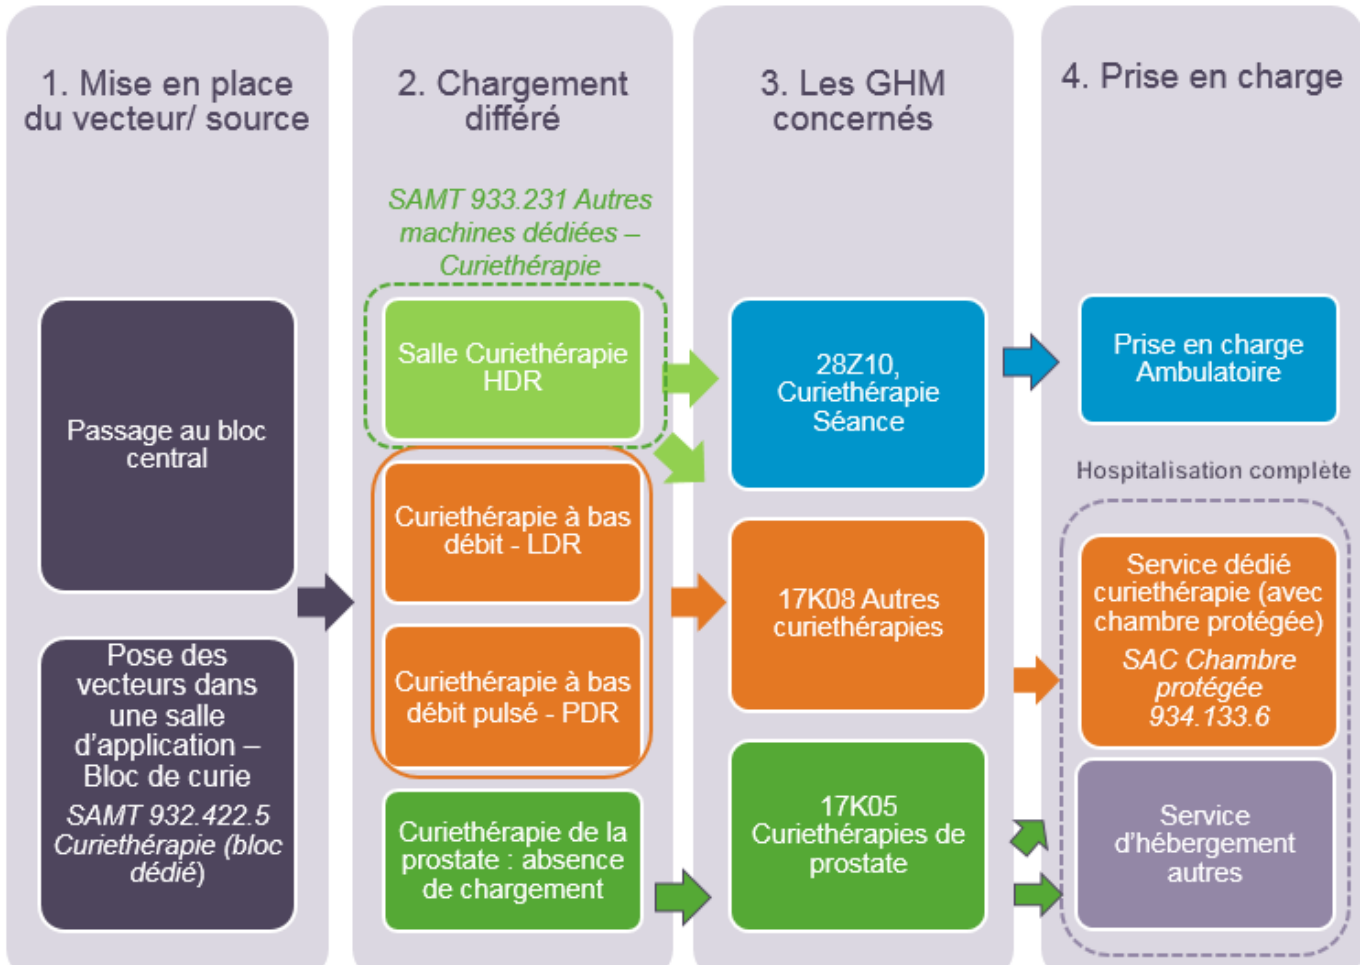 1. Mise en place
du vecteur/ source
Passage au bloc
central
Pose des
vecteurs dans
une salle
d'application –
Bloc de curie
SAMT 932.422.5
Curiethérapie (bloc
dédié)
2. Chargement
différé
SAMT 933.231 Autres
machines dédiées –
Curiethérapie
Salle Curiethérapie
HDR
Curiethérapie à bas
débit - LDR
Curiethérapie à bas
débit pulsé - PDR
Curiethérapie de la
prostate : absence
de chargement
3. Les GHM
concernés
28Z10,
Curiethérapie
Séance
17K08 Autres
curiethérapies
17K05
Curiethérapies de
prostate
4. Prise en charge
Prise en charge
Ambulatoire
Hospitalisation complète
Service dédié
curiethérapie (avec
chambre protégée)
SAC Chambre
protégée
934.133.6
Service
d'hébergement
autres